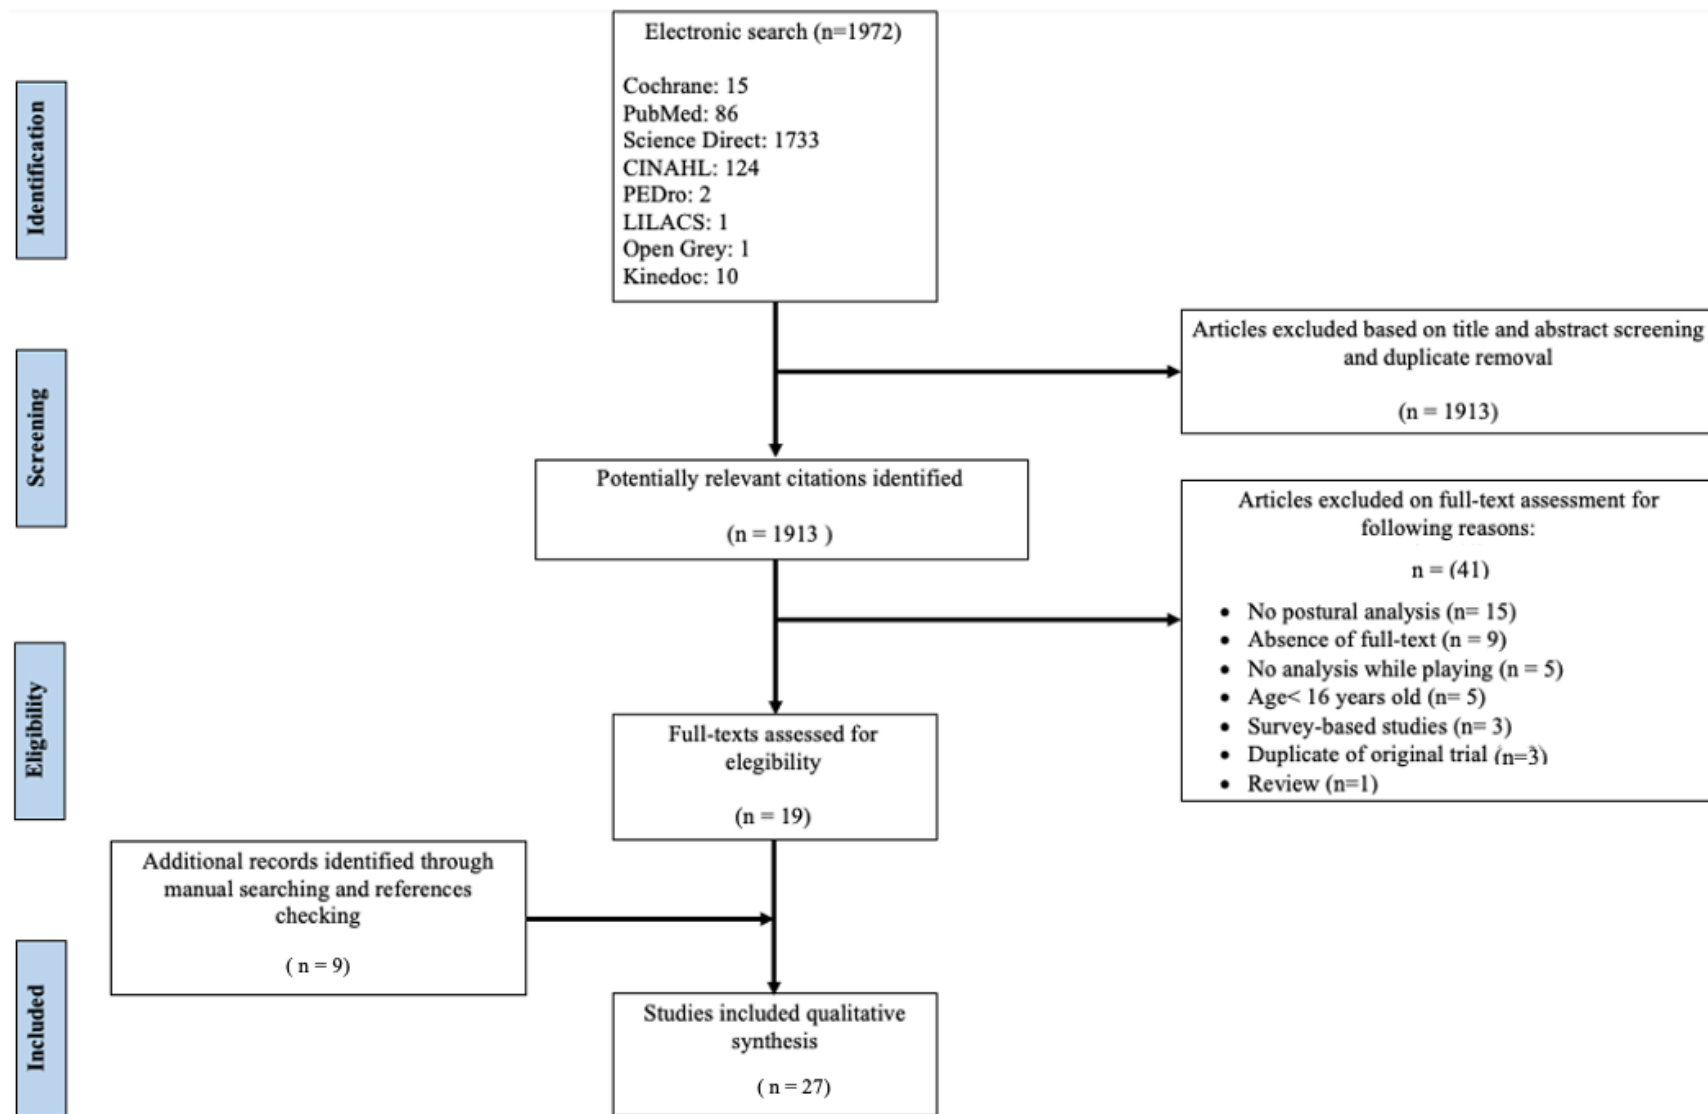 Identification
Electronic search (n=1972)
Cochrane: 15
PubMed: 86
Science Direct: 1733
CINAHL: 124
PEDro: 2
LILACS: 1
Open Grey: 1
Kinedoc: 10
Screening
Articles excluded based on title and abstract screening
and duplicate removal
(n = 1913)
Potentially relevant citations identified
(n = 1913 )
Articles excluded on full-text assessment for
following reasons:
n = (41)
• No postural analysis (n= 15)
• Absence of full-text (n = 9)
• No analysis while playing (n = 5)
• Age< 16 years old (n= 5)
• Survey-based studies (n= 3)
• Duplicate of original trial (n=3)
• Review (n=1)
Eligibility
Full-texts assessed for
elegibility
(n = 19)
Additional records identified through
manual searching and references
checking
( n = 9)
Included
Studies included qualitative
synthesis
( n = 27)